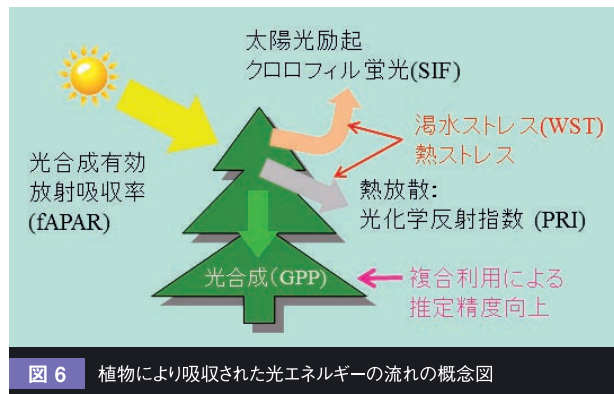 太陽光励起
クロロフィル蛍光(SIF)
渇水ストレス(WST)
熱ストレス
光合成有効
放射吸収率
(fAPAR)
熱放散:
光化学反射指数 (PRI)
光合成(GPP)
複合利用による
推定精度向上
図 6 植物により吸収された光エネルギーの流れの概念図